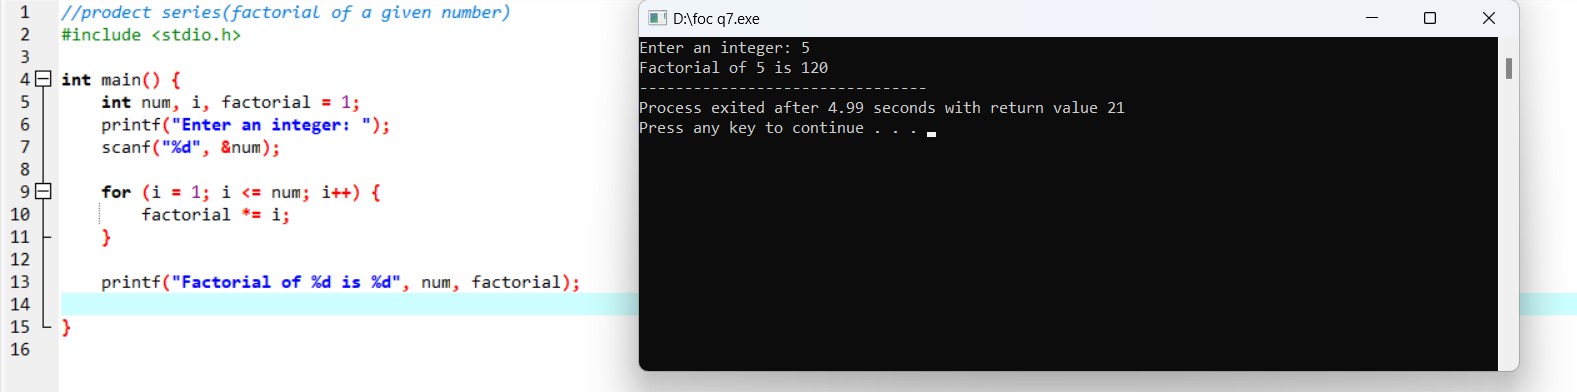 1 //prodect series(factorial of a given number)
2 #include <stdio.h>
3
4 int main() {
5     int num, i, factorial = 1;
6     printf("Enter an integer: ");
7     scanf("%d", &num);
8
9     for (i = 1; i <= num; i++) {
10         factorial *= i;
11     }
12
13     printf("Factorial of %d is %d", num, factorial);
14
15 }
16
D:\foc q7.exe
Enter an integer: 5
Factorial of 5 is 120
--------------------------------
Process exited after 4.99 seconds with return value 21
Press any key to continue . . .